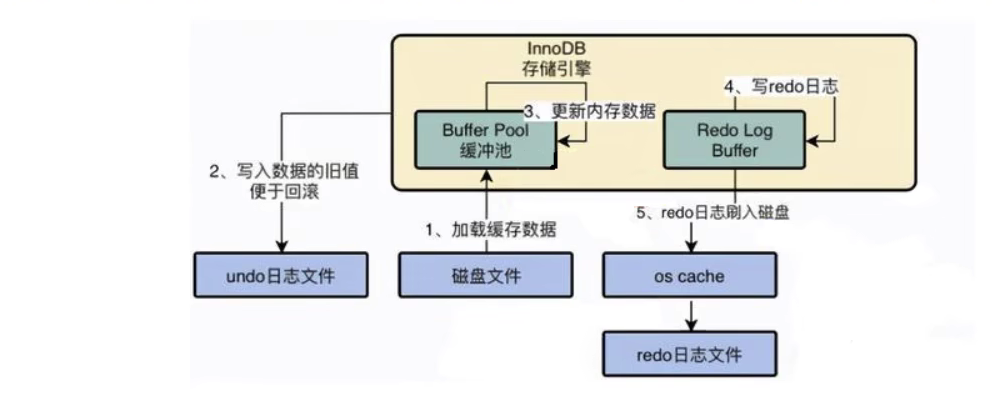 InnoDB
存储引擎
4、写redo日志
3、更新内存数据
Buffer Pool
缓冲池
Redo Log
Buffer
2、写入数据的旧值
便于回滚
1、加载缓存数据
5、redo日志刷入磁盘
undo日志文件
磁盘文件
os cache
redo日志文件